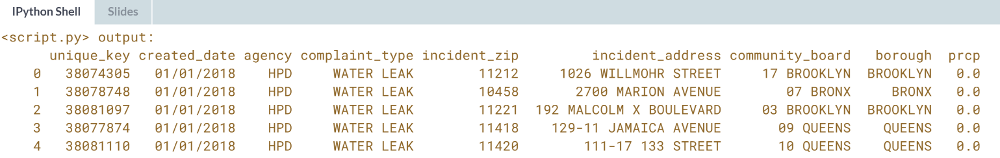 IPython Shell Slides
<script.py> output:
unique_key created_date agency complaint_type incident_zip incident_address community_board borough prcp
0 38074305 01/01/2018 HPD WATER LEAK 11212 1026 WILLMOHR STREET 17 BROOKLYN BROOKLYN 0.0
1 38078748 01/01/2018 HPD WATER LEAK 10458 2700 MARION AVENUE 07 BRONX BRONX 0.0
2 38081097 01/01/2018 HPD WATER LEAK 11221 192 MALCOLM X BOULEVARD 03 BROOKLYN BROOKLYN 0.0
3 38077874 01/01/2018 HPD WATER LEAK 11418 129-11 JAMAICA AVENUE 09 QUEENS QUEENS 0.0
4 38081110 01/01/2018 HPD WATER LEAK 11420 111-17 133 STREET 10 QUEENS QUEENS 0.0